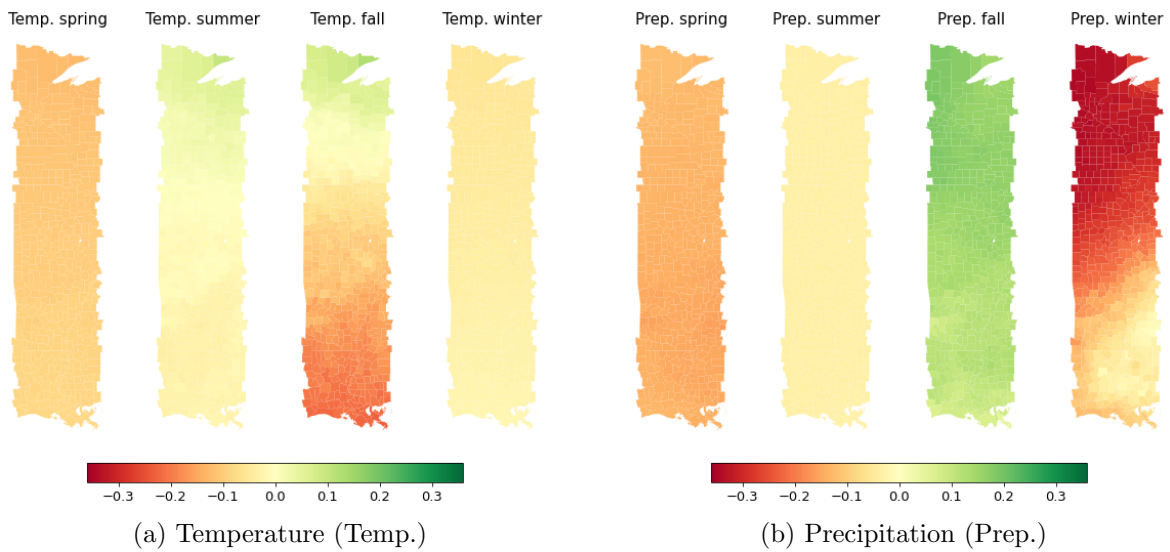 Temp. spring Temp. summer Temp. fall Temp. winter Prep. spring Prep. summer Prep. fall Prep. winter
−0.3 −0.2 −0.1 0.0 0.1 0.2 0.3 −0.3 −0.2 −0.1 0.0 0.1 0.2 0.3
(a) Temperature (Temp.) (b) Precipitation (Prep.)